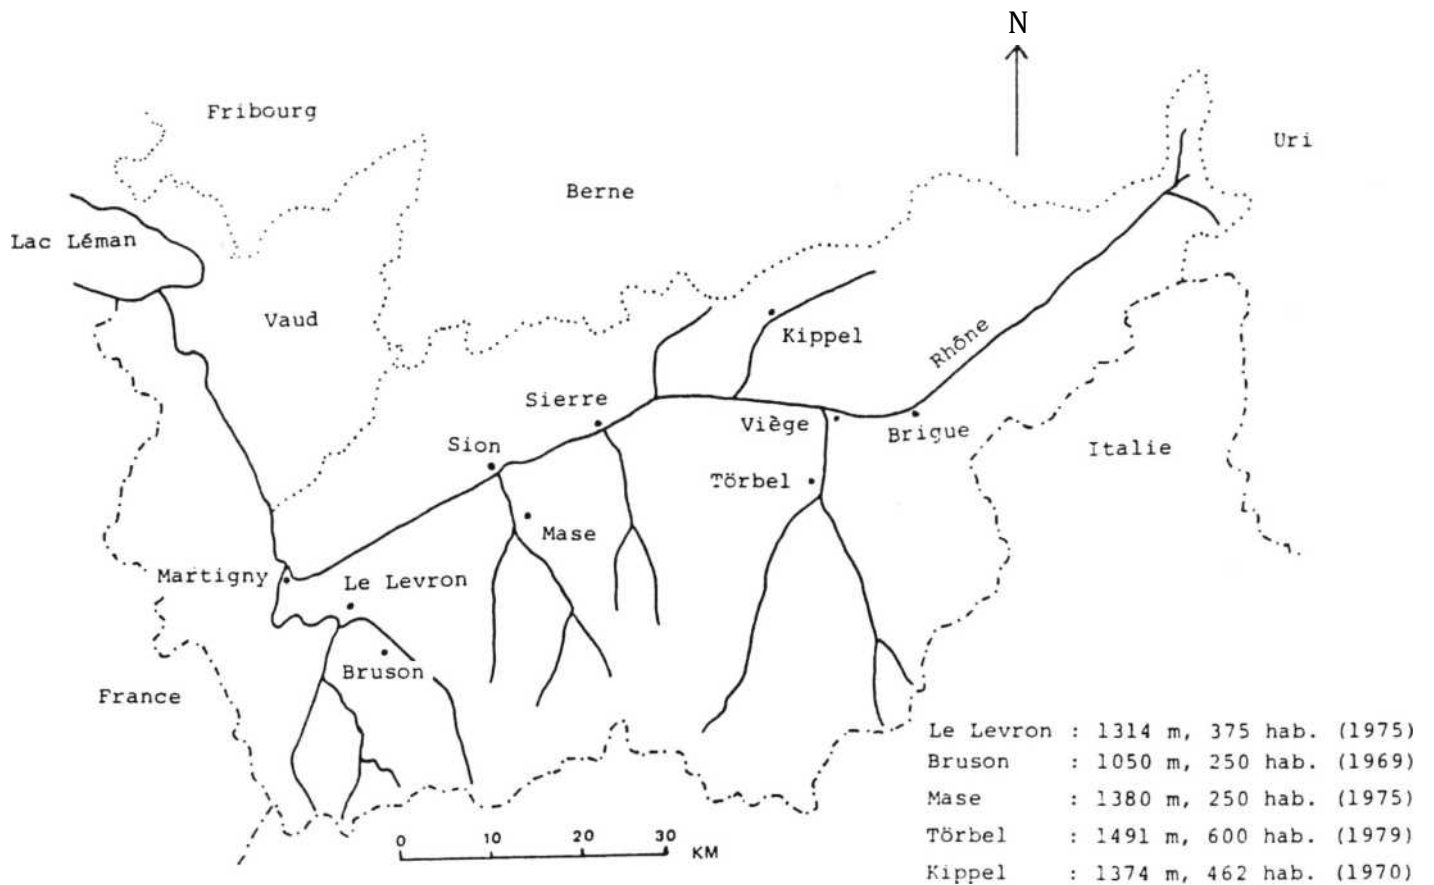 N
Fribourg
Uri
Berne
Lac Léman
Vaud
Kippel
Rhône
Sierre
Viège
Brigue
Sion
Italie
Törbel
Mase
Martigny
Le Levron
Bruson
France
Le Levron : 1314 m, 375 hab. (1975)
Bruson : 1050 m, 250 hab. (1969)
Mase : 1380 m, 250 hab. (1975)
Törbel : 1491 m, 600 hab. (1979)
Kippel : 1374 m, 462 hab. (1970)
0 10 20 30 KM